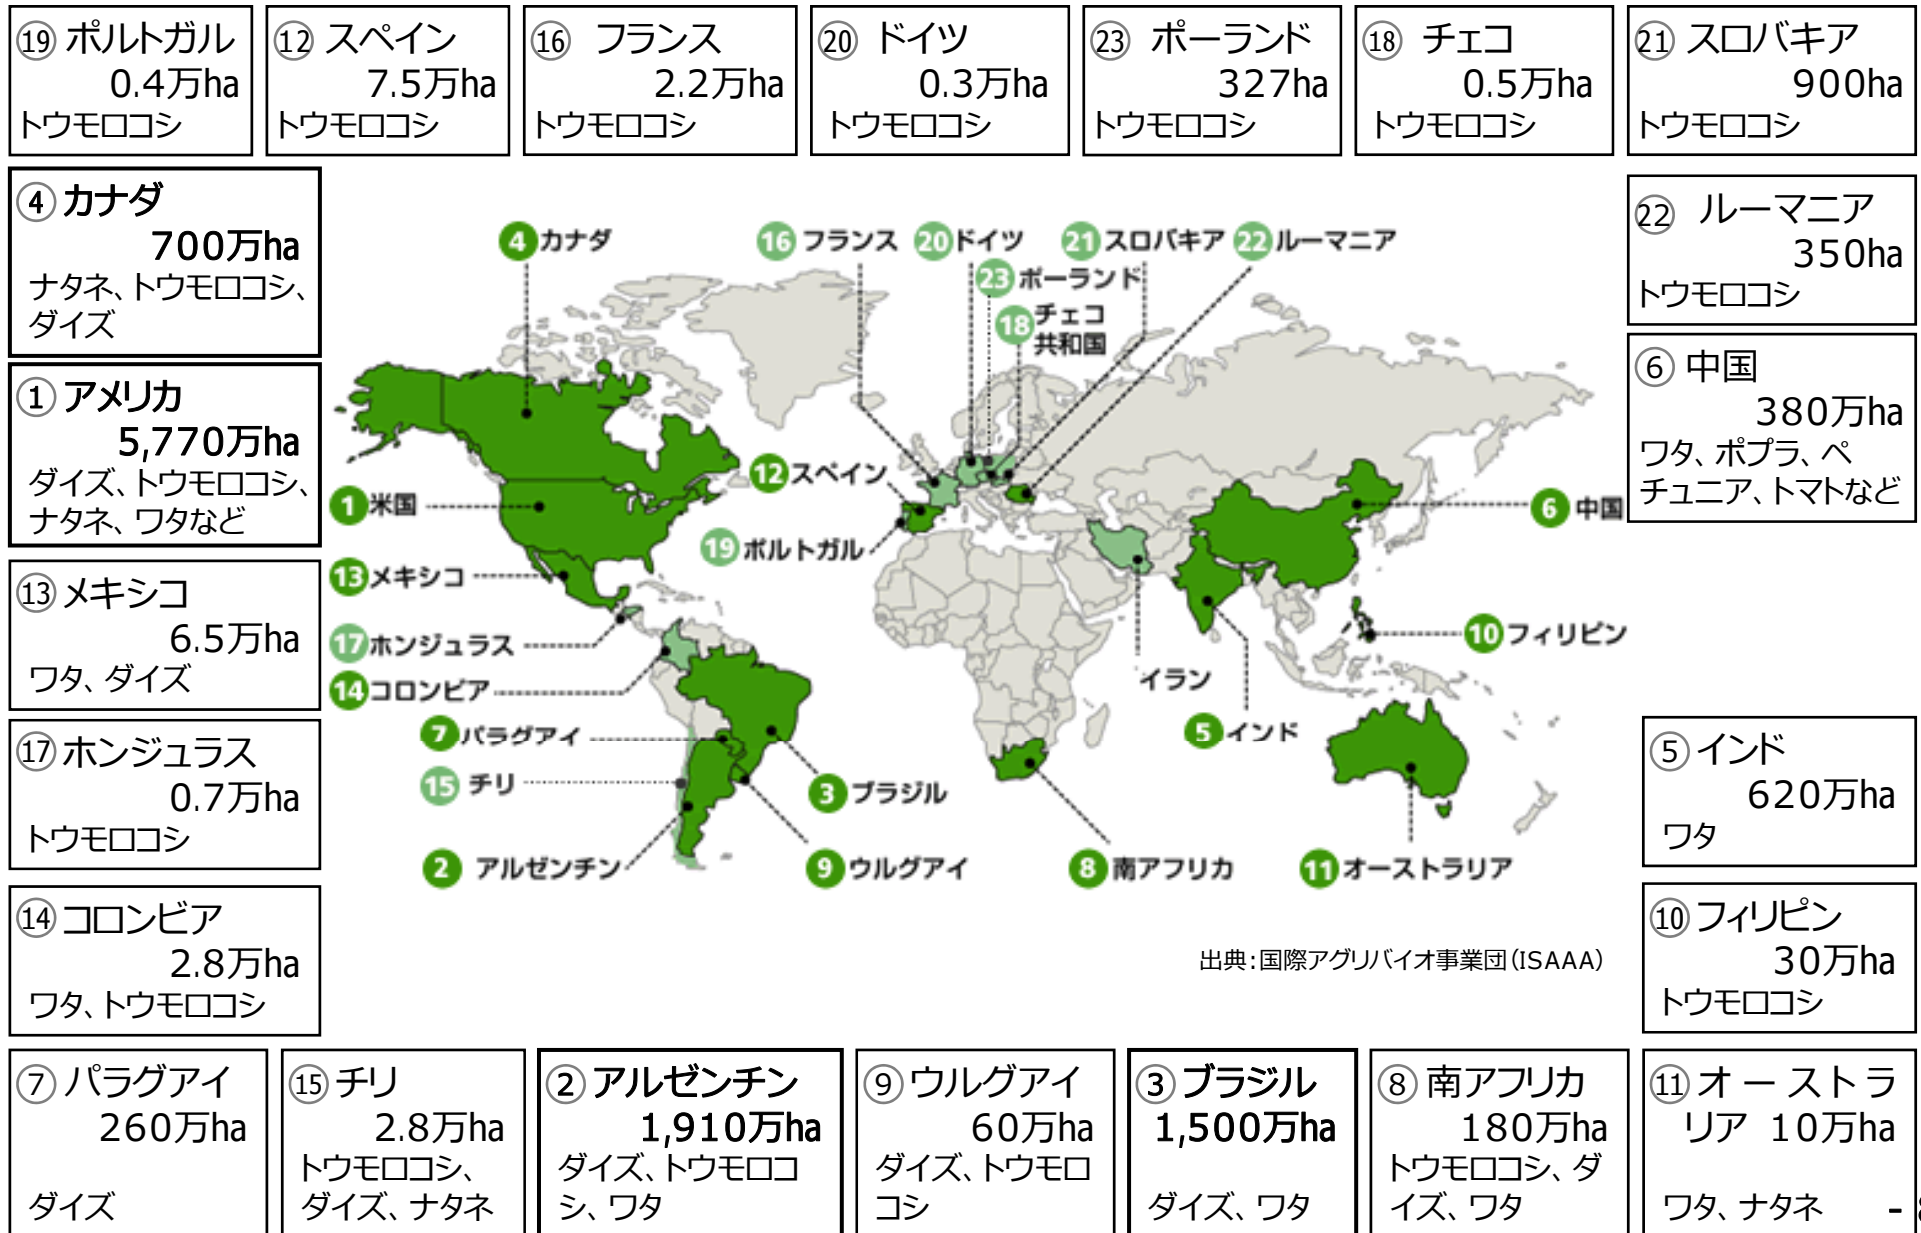 ⑲ ポルトガル
0.4万ha
トウモロコシ
⑫ スペイン
7.5万ha
トウモロコシ
⑯ フランス
2.2万ha
トウモロコシ
⑳ ドイツ
0.3万ha
トウモロコシ
㉓ ポーランド
327ha
トウモロコシ
⑱ チェコ
0.5万ha
トウモロコシ
㉑ スロバキア
900ha
トウモロコシ
④ カナダ
700万ha
ナタネ、トウモロコシ、
ダイズ
① アメリカ
5,770万ha
ダイズ、トウモロコシ、
ナタネ、ワタなど
⑬ メキシコ
6.5万ha
ワタ、ダイズ
⑰ ホンジュラス
0.7万ha
トウモロコシ
⑭ コロンビア
2.8万ha
ワタ、トウモロコシ
4 カナダ
16 フランス
20 ドイツ
21 スロバキア
22 ルーマニア
23 ポーランド
18 チェコ
共和国
12 スペイン
1 米国
19 ポルトガル
13 メキシコ
17 ホンジュラス
14 コロンビア
7 パラグアイ
15 チリ
2 アルゼンチン
3 ブラジル
9 ウルグアイ
8 南アフリカ
イラン
5 インド
6 中国
10 フィリピン
11 オーストラリア
出典:国際アグリバイオ事業団(ISAAA)
㉒ ルーマニア
350ha
トウモロコシ
⑥ 中国
380万ha
ワタ、ポプラ、ペ
チュニア、トマトなど
⑤ インド
620万ha
ワタ
⑩ フィリピン
30万ha
トウモロコシ
⑦ パラグアイ
260万ha
ダイズ
⑮ チリ
2.8万ha
トウモロコシ、
ダイズ、ナタネ
② アルゼンチン
1,910万ha
ダイズ、トウモロコ
シ、ワタ
⑨ ウルグアイ
60万ha
ダイズ、トウモロ
コシ
③ ブラジル
1,500万ha
ダイズ、ワタ
⑧ 南アフリカ
180万ha
トウモロコシ、ダ
イズ、ワタ
⑪ オーストラ
リア 10万ha
ワタ、ナタネ